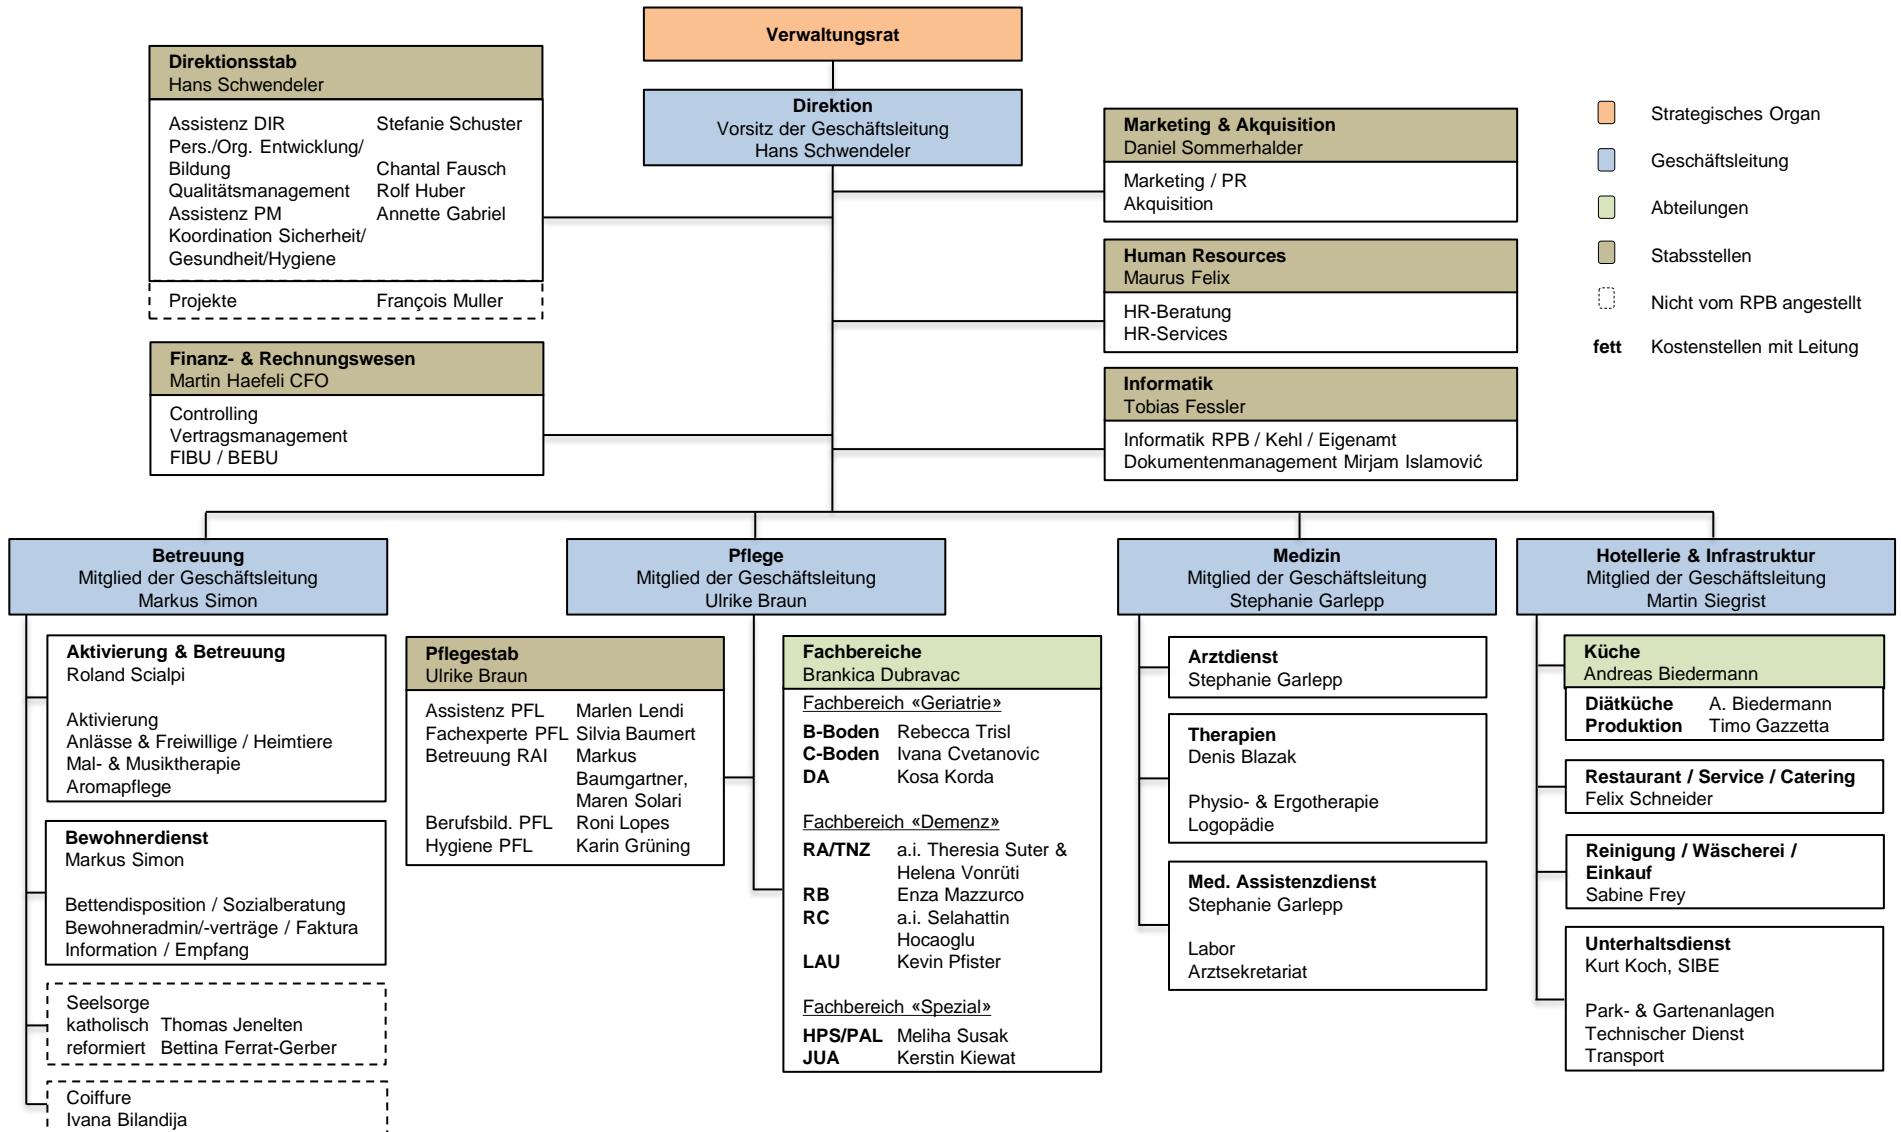 Verwaltungsrat
Direktion
Vorsitz der Geschäftsleitung
Hans Schwendeler
Direktionsstab
Hans Schwendeler
Assistenz DIR Stefanie Schuster
Pers./Org. Entwicklung/
Bildung Chantal Fausch
Qualitätsmanagement Rolf Huber
Assistenz PM Annette Gabriel
Koordination Sicherheit/
Gesundheit/Hygiene
Projekte François Muller
Finanz- & Rechnungswesen
Martin Haefeli CFO
Controlling
Vertragsmanagement
FIBU / BEBU
Marketing & Akquisition
Daniel Sommerhalder
Marketing / PR
Akquisition
Human Resources
Maurus Felix
HR-Beratung
HR-Services
Informatik
Tobias Fessler
Informatik RPB / Kehl / Eigenamt
Dokumentenmanagement Mirjam Islamović
Strategisches Organ
Geschäftsleitung
Abteilungen
Stabsstellen
Nicht vom RPB angestellt
fett Kostenstellen mit Leitung
Betreuung
Mitglied der Geschäftsleitung
Markus Simon
Aktivierung & Betreuung
Roland Scialpi
Aktivierung
Anlässe & Freiwillige / Heimtiere
Mal- & Musiktherapie
Aromapflege
Bewohnerdienst
Markus Simon
Bettendisposition / Sozialberatung
Bewohneradmin/-verträge / Faktura
Information / Empfang
Seelsorge
katholisch Thomas Jenelten
reformiert Bettina Ferrat-Gerber
Coiffure
Ivana Bilandija
Pflege
Mitglied der Geschäftsleitung
Ulrike Braun
Pflegestab
Ulrike Braun
Assistenz PFL Marlen Lendi
Fachexperte PFL Silvia Baumert
Betreuung RAI Markus
Baumgartner,
Maren Solari
Berufsbild. PFL Roni Lopes
Hygiene PFL Karin Grüning
Fachbereiche
Brankica Dubravac
Fachbereich «Geriatrie»
B-Boden Rebecca Trisl
C-Boden Ivana Cvetanovic
DA Kosa Korda
Fachbereich «Demenz»
RA/TNZ a.i. Theresia Suter &
Helena Vonrüti
RB Enza Mazzurco
RC a.i. Selahattin
Hocaoglu
LAU Kevin Pfister
Fachbereich «Spezial»
HPS/PAL Meliha Susak
JUA Kerstin Kiewat
Medizin
Mitglied der Geschäftsleitung
Stephanie Garlepp
Arztdienst
Stephanie Garlepp
Therapien
Denis Blazak
Physio- & Ergotherapie
Logopädie
Med. Assistenzdienst
Stephanie Garlepp
Labor
Arztsekretariat
Hotellerie & Infrastruktur
Mitglied der Geschäftsleitung
Martin Siegrist
Küche
Andreas Biedermann
Diätküche A. Biedermann
Produktion Timo Gazzetta
Restaurant / Service / Catering
Felix Schneider
Reinigung / Wäscherei /
Einkauf
Sabine Frey
Unterhaltsdienst
Kurt Koch, SIBE
Park- & Gartenanlagen
Technischer Dienst
Transport